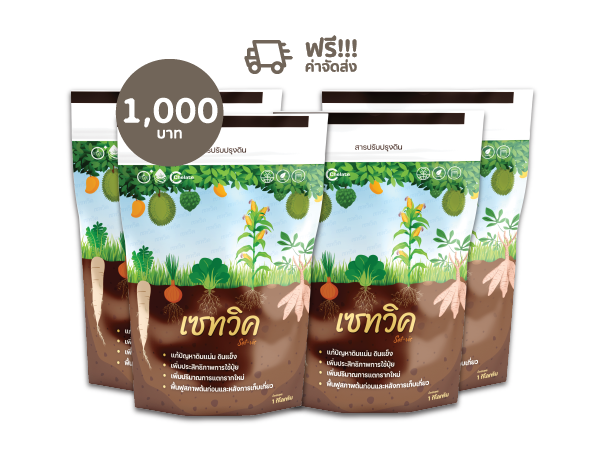 ฟรี!!!
ค่าจัดส่ง
1,000
บาท
สารปรับปรุงดิน
สารปรับปรุงดิน
เซทวิค
เซทวิค
แก้ปัญหาดินแน่น ดินแข็ง
เพิ่มประสิทธิภาพการใช้ปุ๋ย
เพิ่มปริมาณการแตกรากใหม่
ฟื้นฟูสภาพต้นก่อนและหลังการเก็บเกี่ยว
1 กิโลกรัม
แก้ปัญหาดินแน่น ดินแข็ง
เพิ่มประสิทธิภาพการใช้ปุ๋ย
เพิ่มปริมาณการแตกรากใหม่
ฟื้นฟูสภาพต้นก่อนและหลังการเก็บเกี่ยว
1 กิโลกรัม